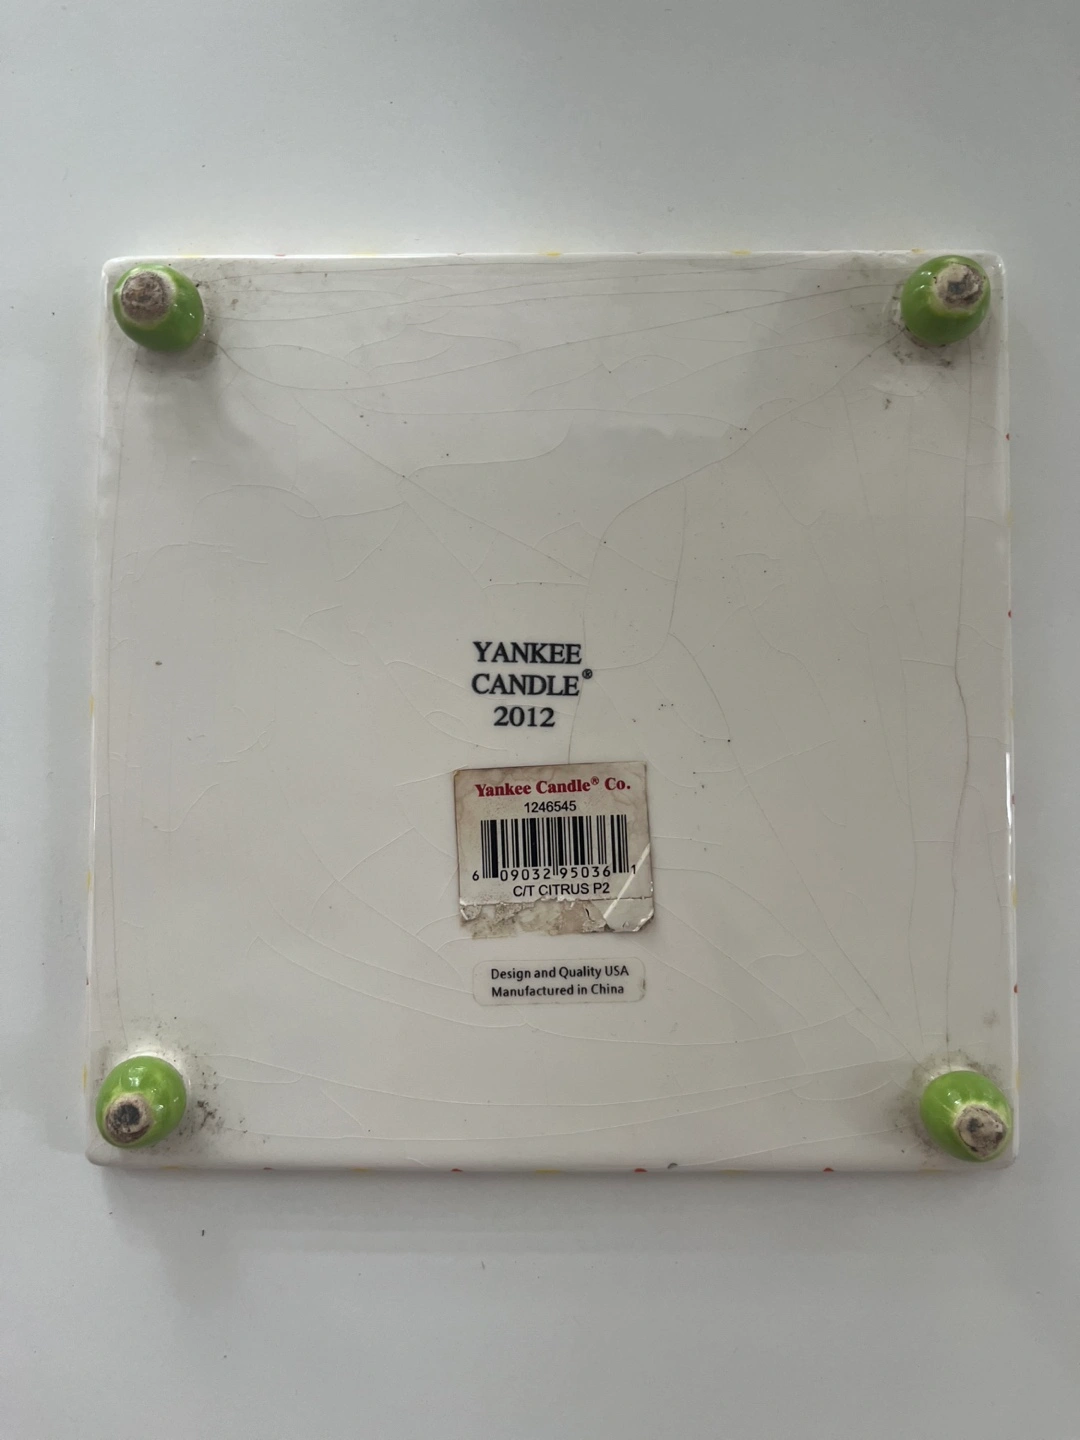 YANKEE
CANDLE®
2012
Yankee Candle® Co.
1246545
6 09032 95036 1
C/T CITRUS P2
Design and Quality USA
Manufactured in China